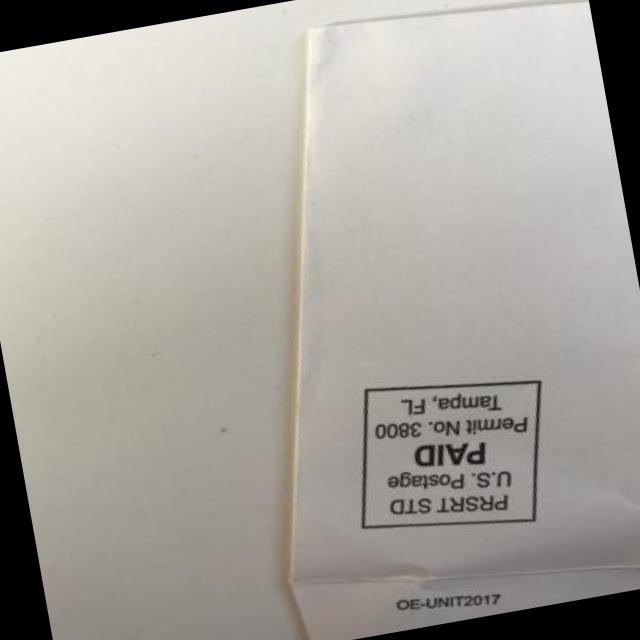 PRSRT STD
U.S. Postage
PAID
Permit No. 3800
Tampa, FL
OE-UNIT2017